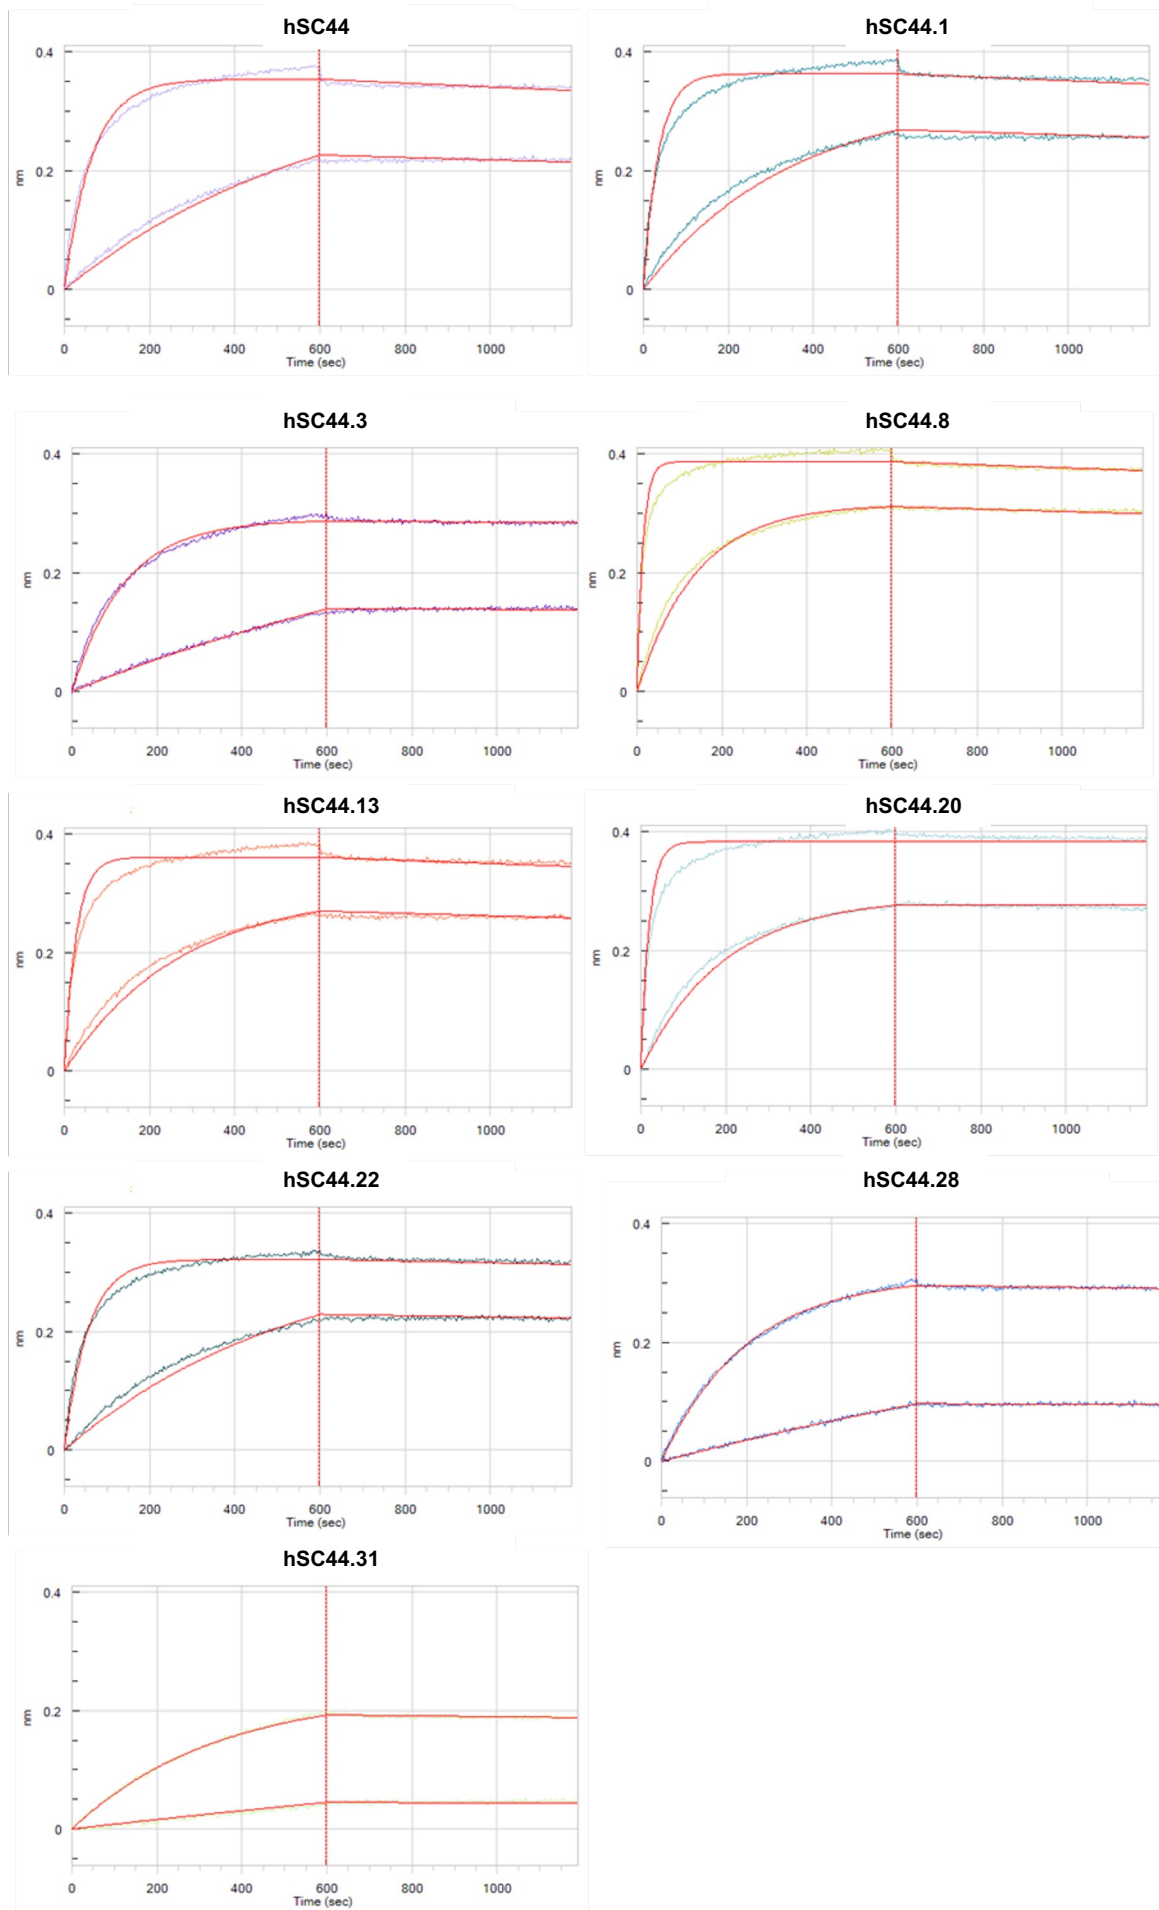 hSC44 hSC44.1
0.4 0.4
nm nm
0.2 0.2
0 0
0 200 400 600 800 1000 0 200 400 600 800 1000
Time (sec) Time (sec)
hSC44.3 hSC44.8
0.4 0.4
nm nm
0.2 0.2
0 0
0 200 400 600 800 1000 0 200 400 600 800 1000
Time (sec) Time (sec)
hSC44.13 hSC44.20
0.4 0.4
nm nm
0.2 0.2
0 0
0 200 400 600 800 1000 0 200 400 600 800 1000
Time (sec) Time (sec)
hSC44.22 hSC44.28
0.4 0.4
nm nm
0.2 0.2
0 0
0 200 400 600 800 1000 0 200 400 600 800 1000
Time (sec) Time (sec)
hSC44.31
0.4
nm
0.2
0
0 200 400 600 800 1000
Time (sec)